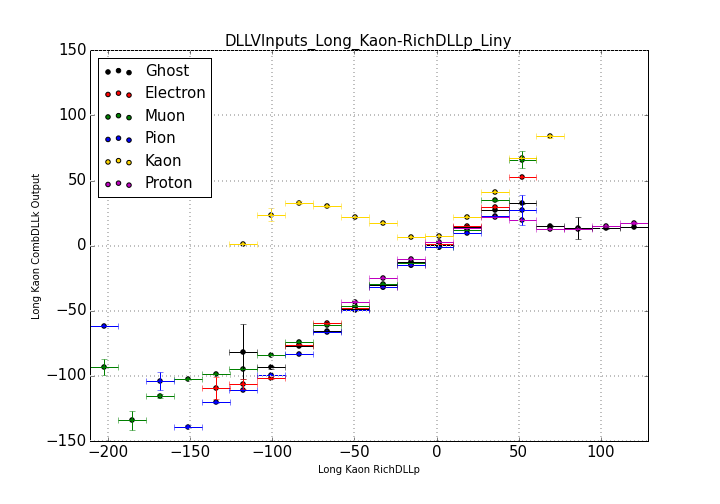 DLLVInputs_Long_Kaon-RichDLLp_Liny
150
100
50
0
−50
−100
−150
Long Kaon CombDLLk Output
Ghost
Electron
Muon
Pion
Kaon
Proton
−200 −150 −100 −50 0 50 100
Long Kaon RichDLLp